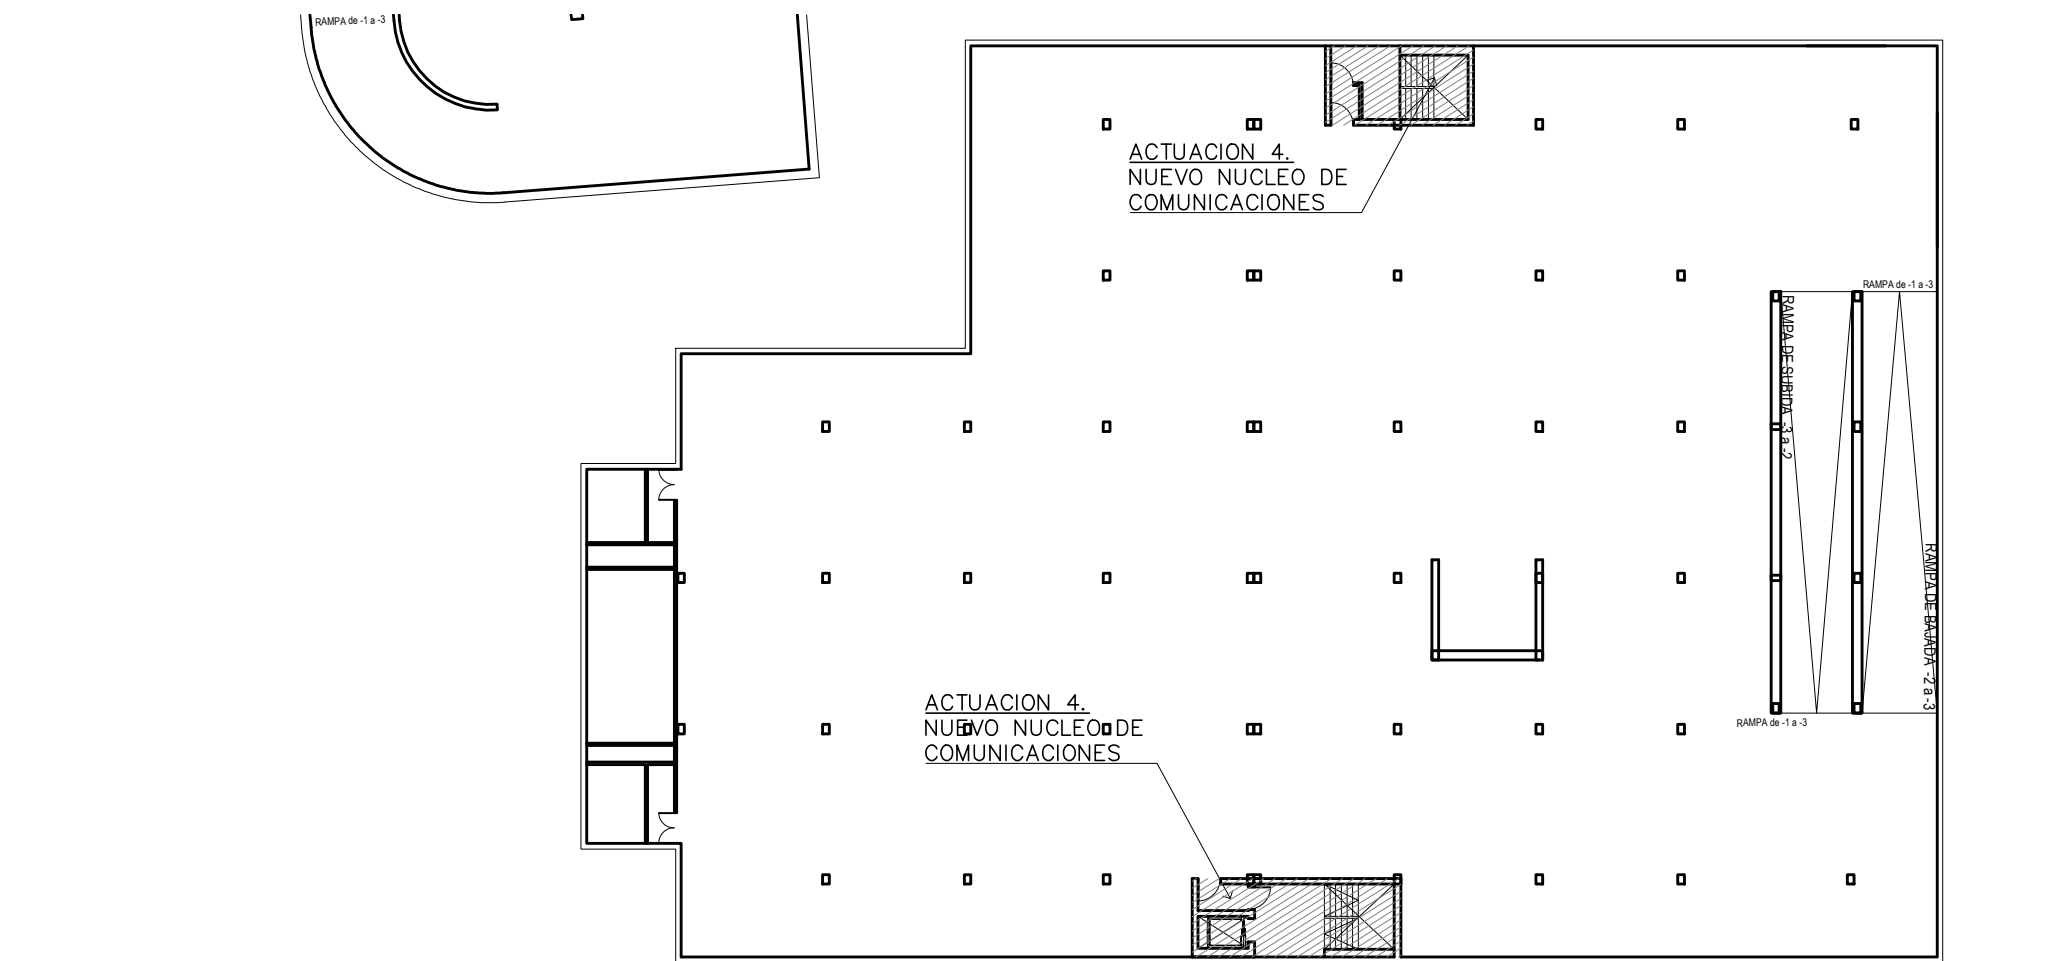 RAMPA de -1 a -3
ACTUACION 4.
NUEVO NUCLEO DE
COMUNICACIONES
RAMPA de -1 a -3
RAMPA DE SUBIDA -3 a -2
RAMPA DE BAJADA -2 a -3
RAMPA de -1 a -3
ACTUACION 4.
NUEVO NUCLEO DE
COMUNICACIONES